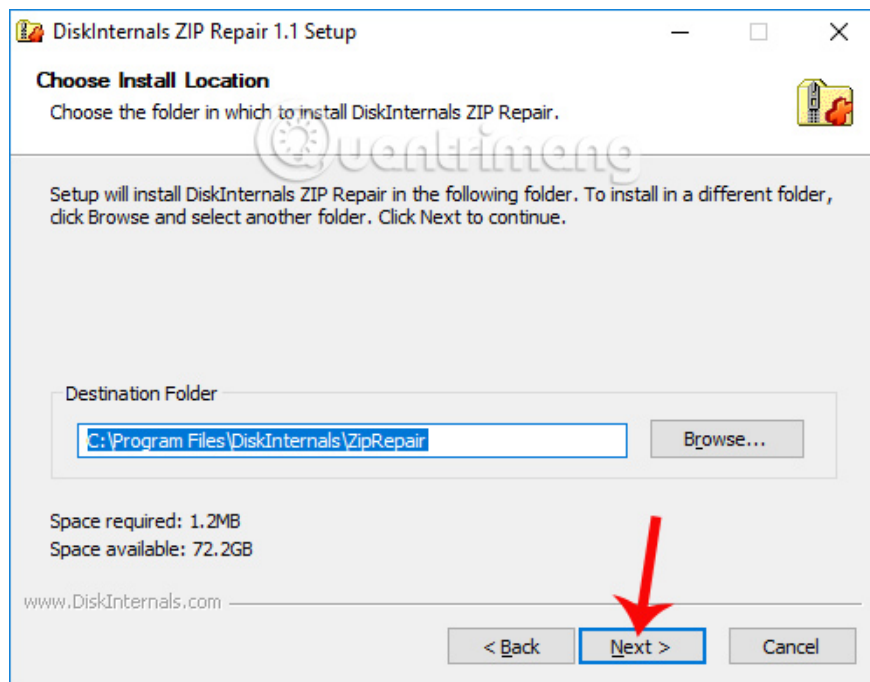 DiskInternals ZIP Repair 1.1 Setup
Choose Install Location
Choose the folder in which to install DiskInternals ZIP Repair.
Quantrimang
Setup will install DiskInternals ZIP Repair in the following folder. To install in a different folder,
click Browse and select another folder. Click Next to continue.
Destination Folder
C:\Program Files\DiskInternals\ZipRepair
Browse...
Space required: 1.2MB
Space available: 72.2GB
www.DiskInternals.com
< Back Next > Cancel